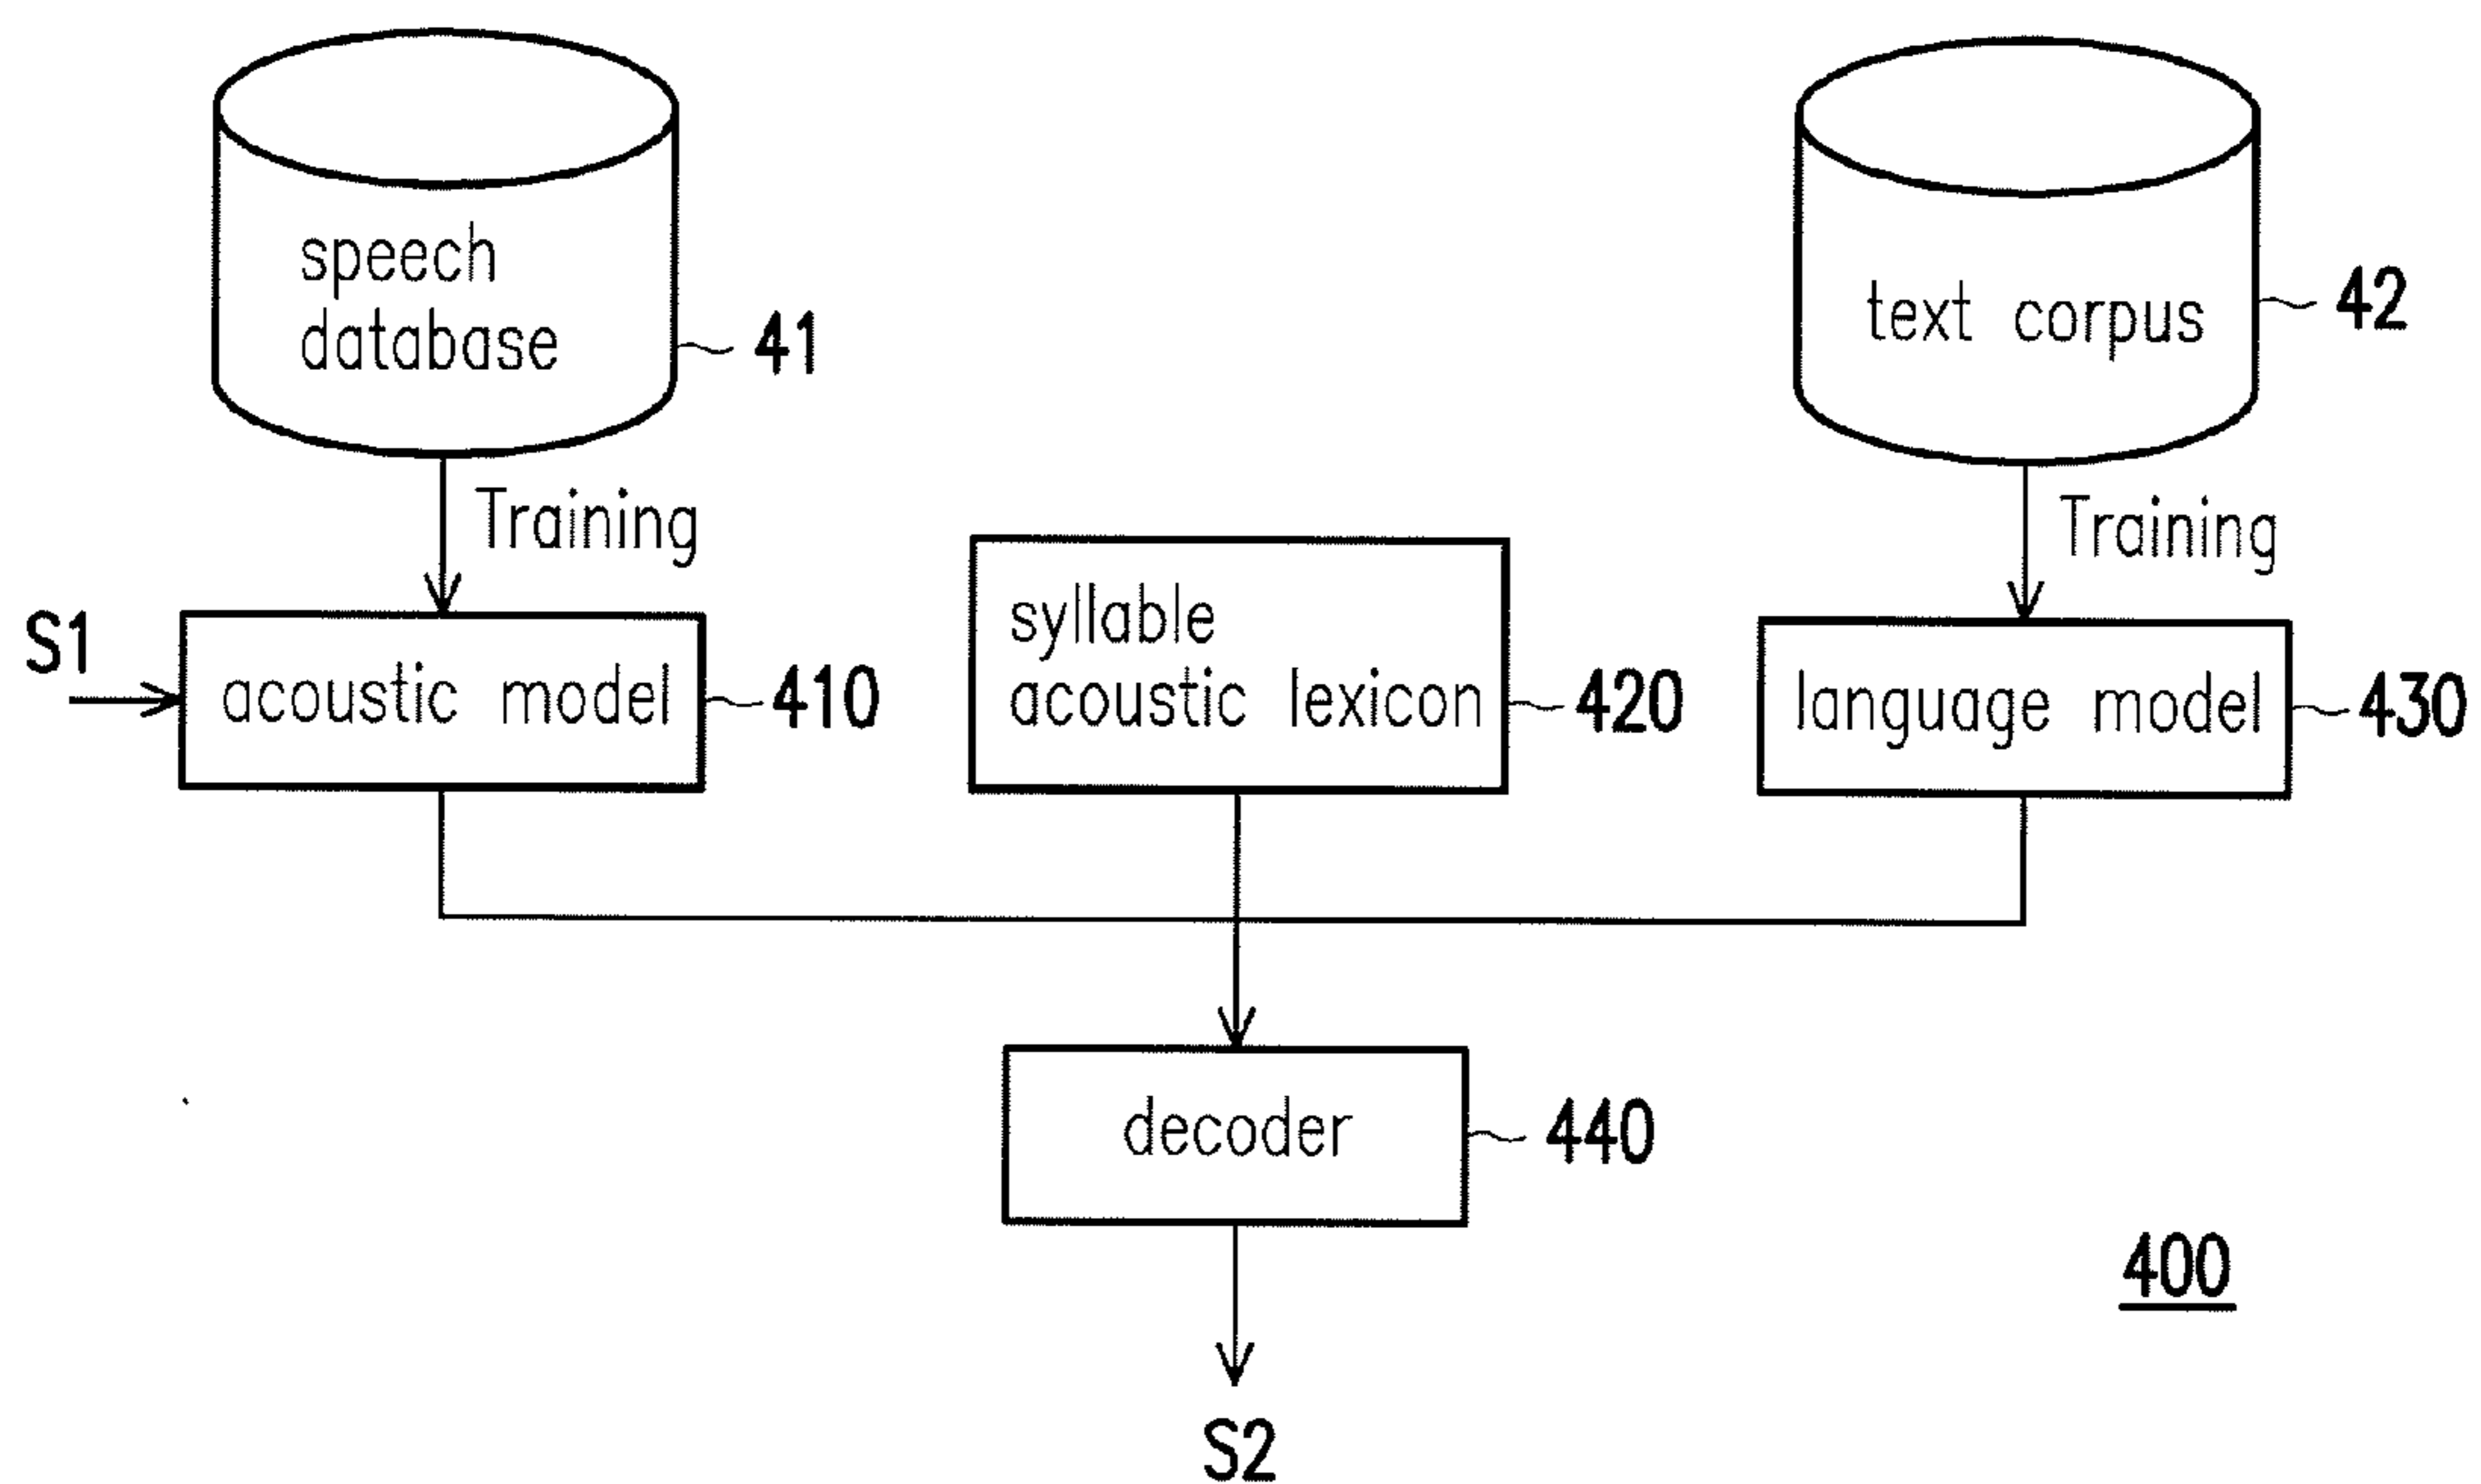 speech
database
41
text corpus
42
Training
Training
S1
acoustic model
410
syllable
acoustic lexicon
420
language model
430
decoder
440
400
S2